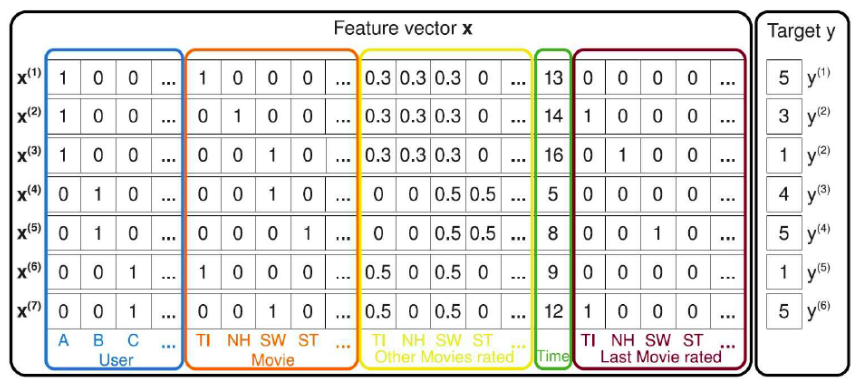 Feature vector x Target y
x(1) 1 0 0 ... 1 0 0 0 ... 0.3 0.3 0.3 0 ... 13 0 0 0 0 ... 5 y(1)
x(2) 1 0 0 ... 0 1 0 0 ... 0.3 0.3 0.3 0 ... 14 1 0 0 0 ... 3 y(2)
x(3) 1 0 0 ... 0 0 1 0 ... 0.3 0.3 0.3 0 ... 16 0 1 0 0 ... 1 y(2)
x(4) 0 1 0 ... 0 0 1 0 ... 0 0 0.5 0.5 ... 5 0 0 0 0 ... 4 y(3)
x(5) 0 1 0 ... 0 0 0 1 ... 0 0 0.5 0.5 ... 8 0 0 1 0 ... 5 y(4)
x(6) 0 0 1 ... 1 0 0 0 ... 0.5 0 0.5 0 ... 9 0 0 0 0 ... 1 y(5)
x(7) 0 0 1 ... 0 0 1 0 ... 0.5 0 0.5 0 ... 12 1 0 0 0 ... 5 y(6)
A B C ... TI NH SW ST ... TI NH SW ST ... TI NH SW ST ...
User Movie Other Movies rated Time Last Movie rated